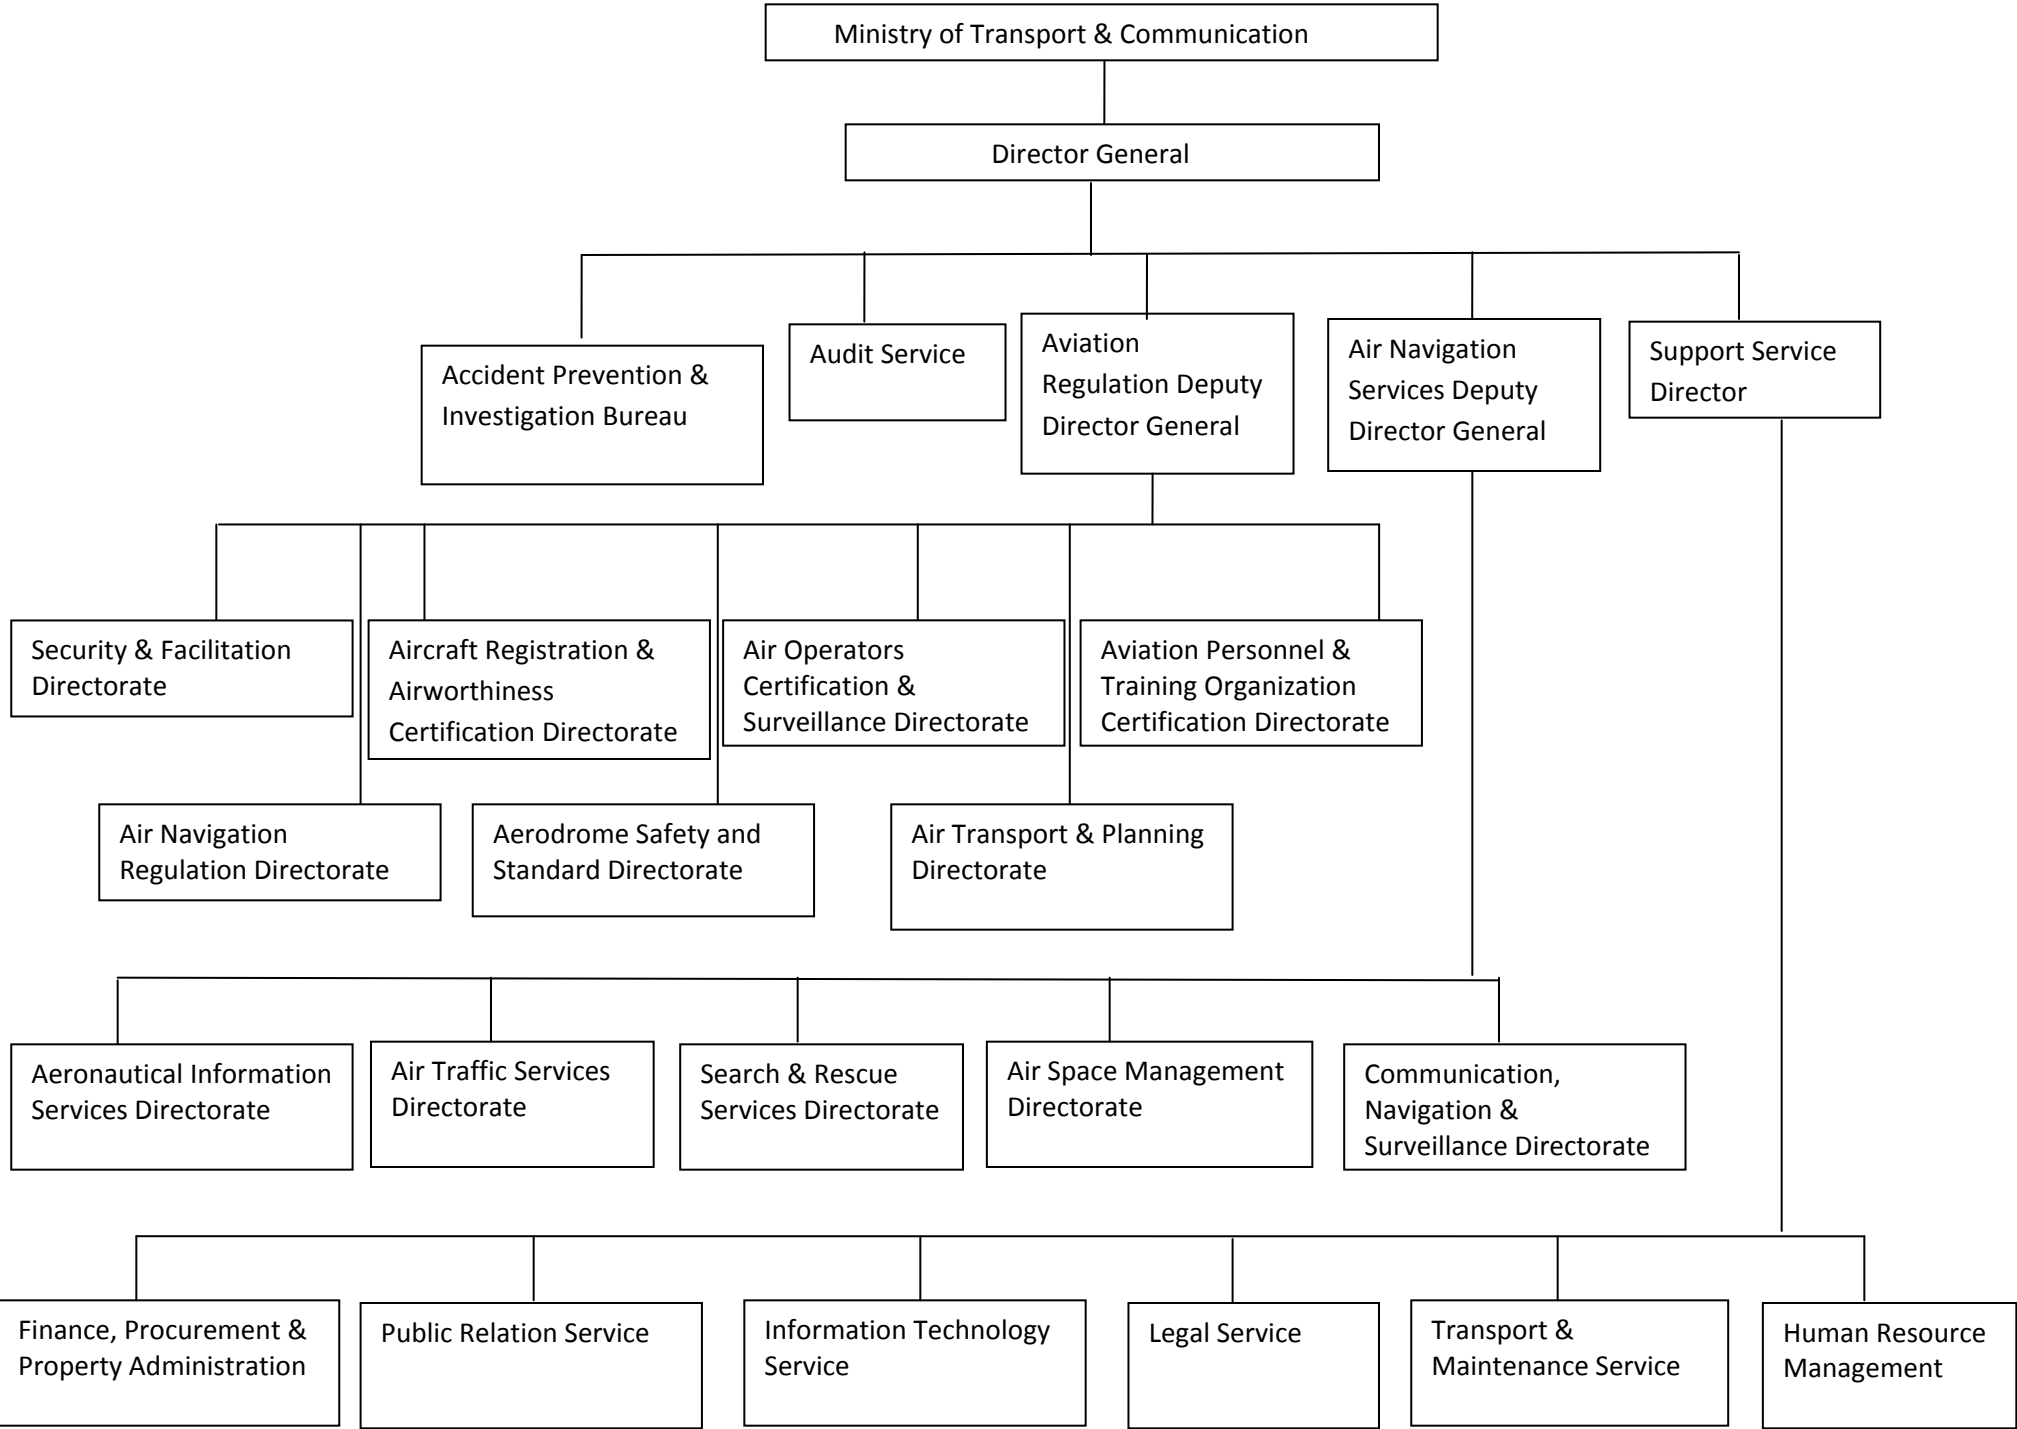 Ministry of Transport & Communication
Director General
Accident Prevention &
Investigation Bureau
Audit Service
Aviation
Regulation Deputy
Director General
Air Navigation
Services Deputy
Director General
Support Service
Director
Security & Facilitation
Directorate
Aircraft Registration &
Airworthiness
Certification Directorate
Air Operators
Certification &
Surveillance Directorate
Aviation Personnel &
Training Organization
Certification Directorate
Air Navigation
Regulation Directorate
Aerodrome Safety and
Standard Directorate
Air Transport & Planning
Directorate
Aeronautical Information
Services Directorate
Air Traffic Services
Directorate
Search & Rescue
Services Directorate
Air Space Management
Directorate
Communication,
Navigation &
Surveillance Directorate
Finance, Procurement &
Property Administration
Public Relation Service
Information Technology
Service
Legal Service
Transport &
Maintenance Service
Human Resource
Management